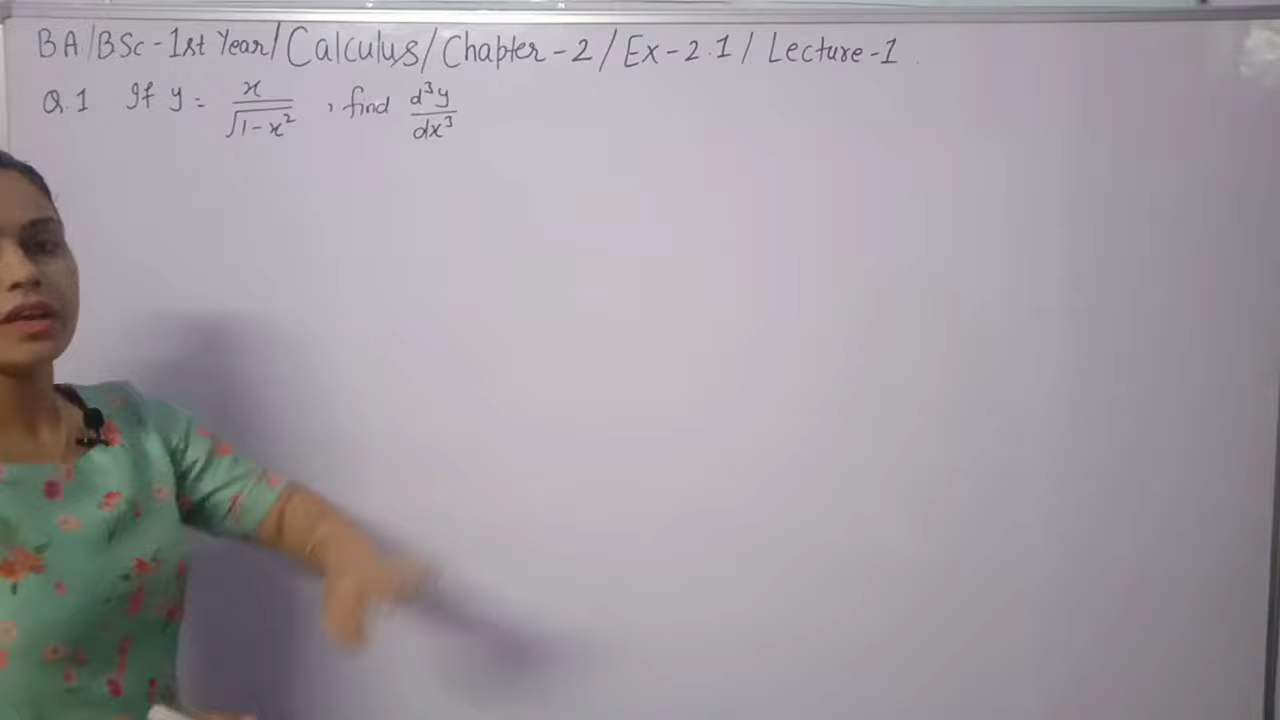 BA/BSc-1st Year/Calculus/Chapter-2/Ex-2.1/Lecture-1
Q.1 If y = x/√(1-x²), find d³y/dx³